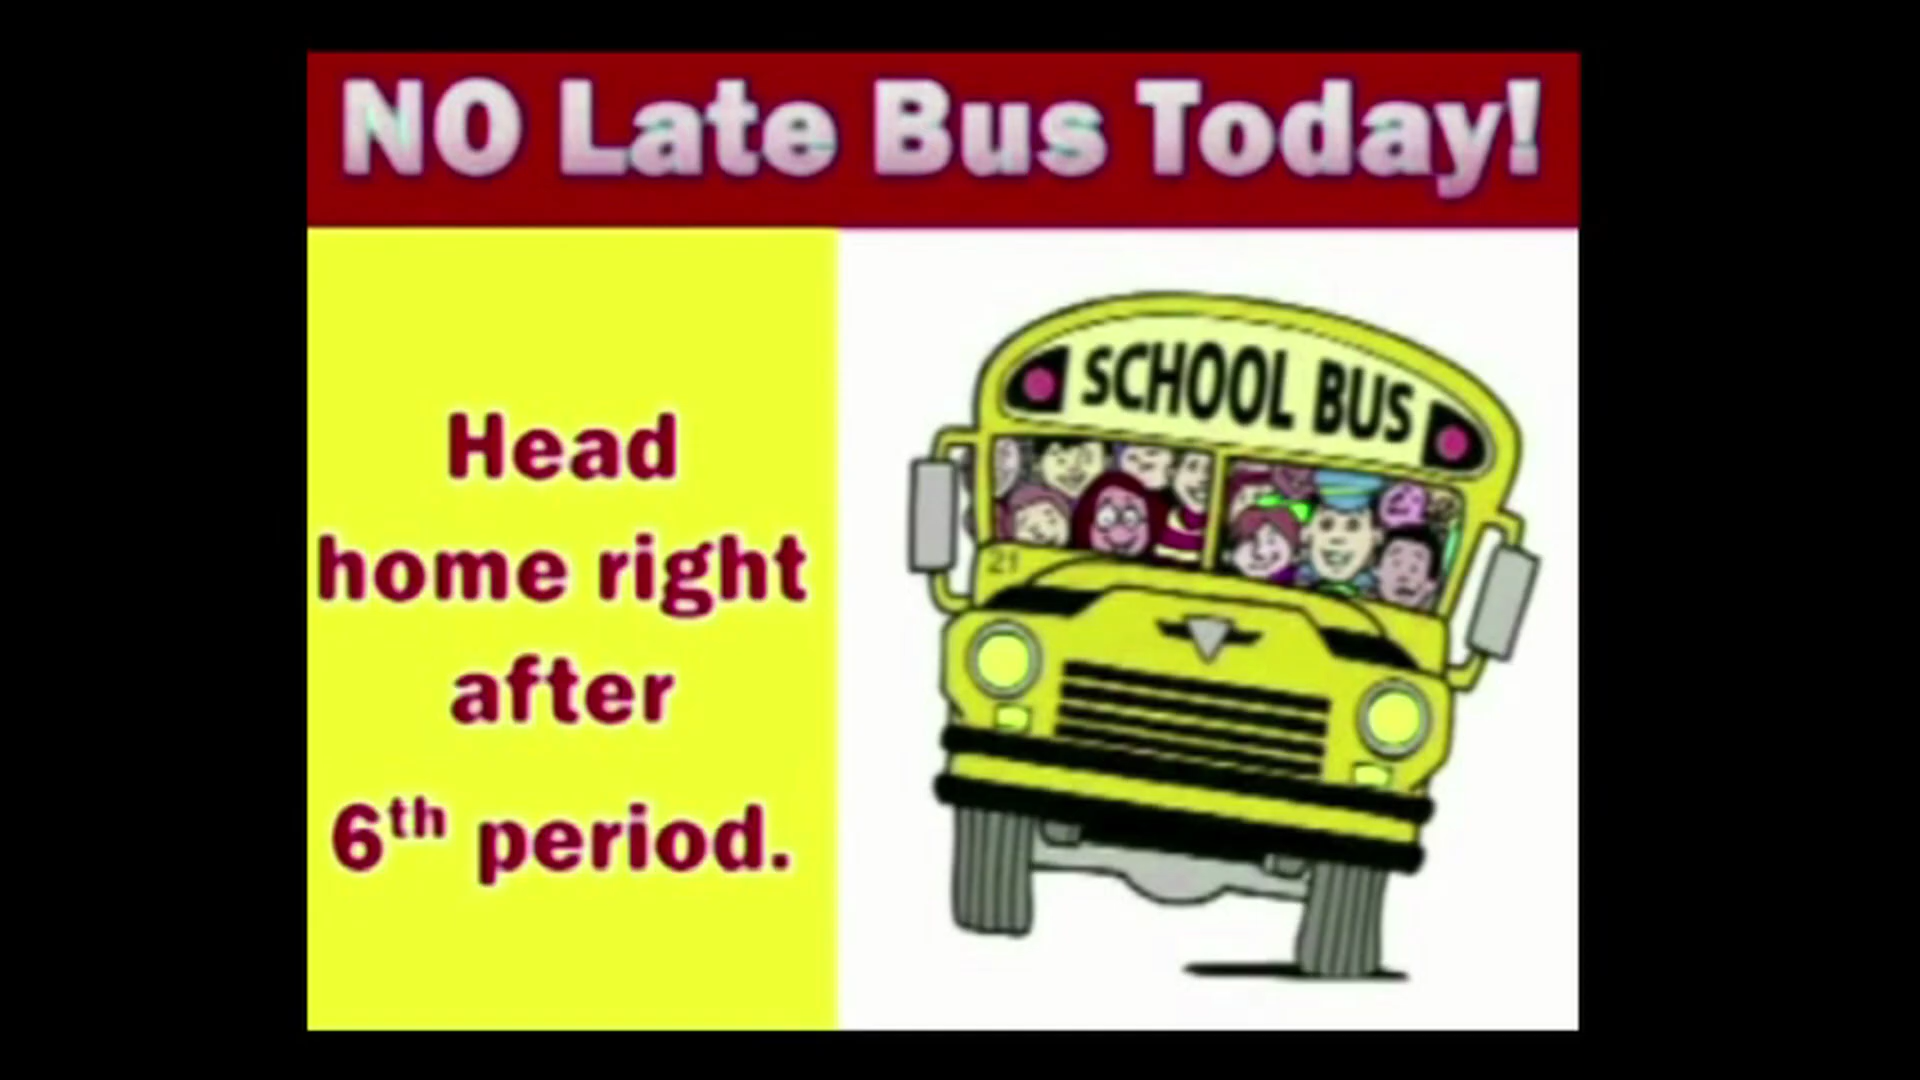 NO Late Bus Today!
Head
home right
after
6th period.
SCHOOL BUS
21